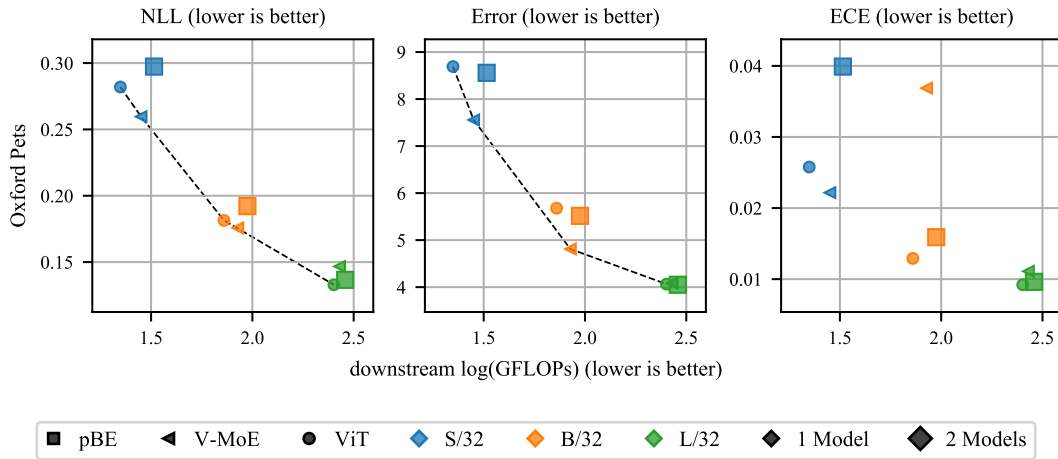 NLL (lower is better) Error (lower is better) ECE (lower is better)
Oxford Pets
0.30
0.25
0.20
0.15
1.5 2.0 2.5
9
8
7
6
5
4
1.5 2.0 2.5
0.04
0.03
0.02
0.01
1.5 2.0 2.5
downstream log(GFLOPs) (lower is better)
pBE V-MoE ViT S/32 B/32 L/32 1 Model 2 Models